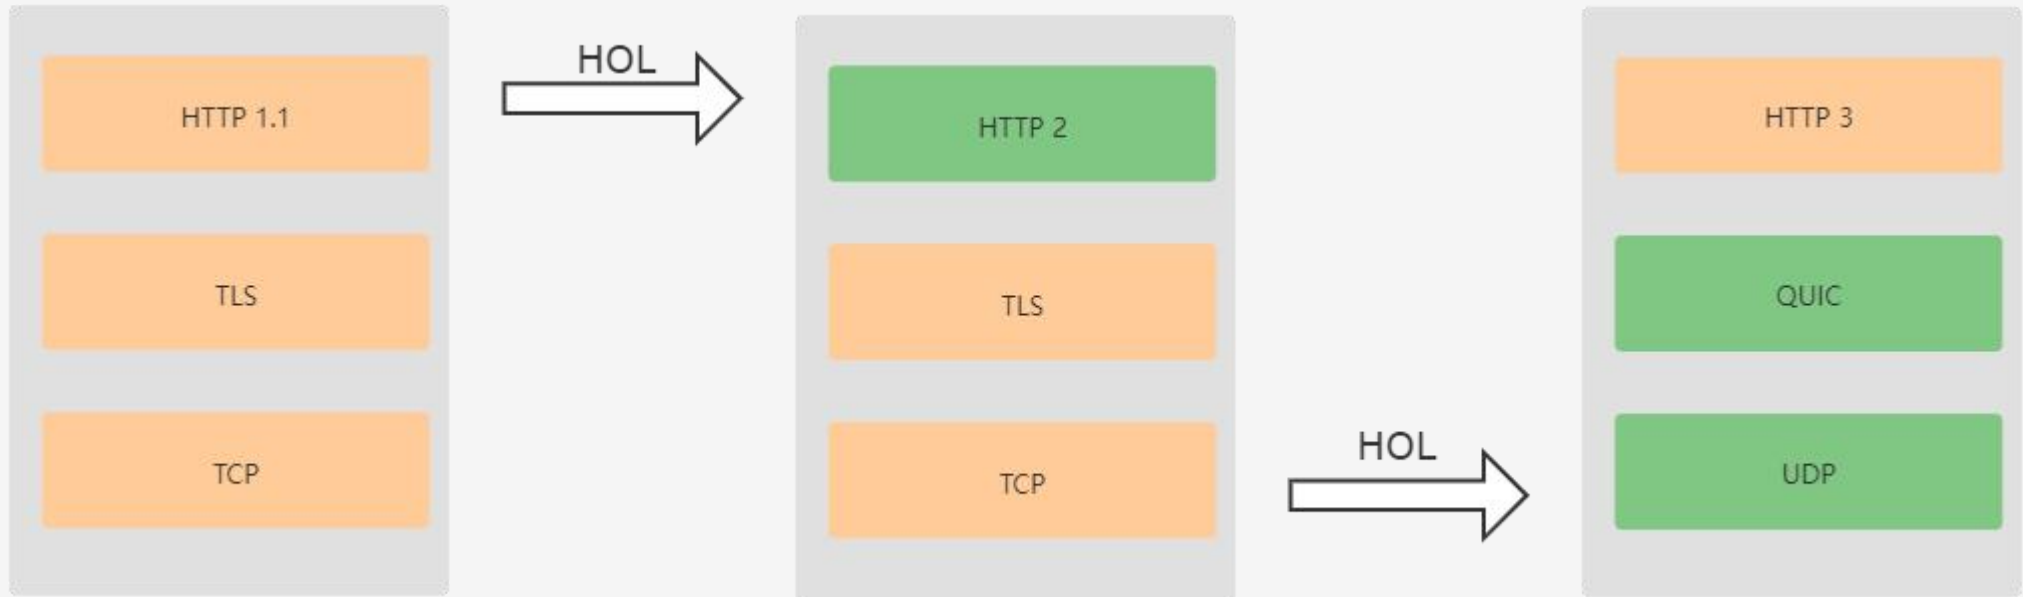 HTTP 1.1
TLS
TCP
HOL
HTTP 2
TLS
TCP
HOL
HTTP 3
QUIC
UDP